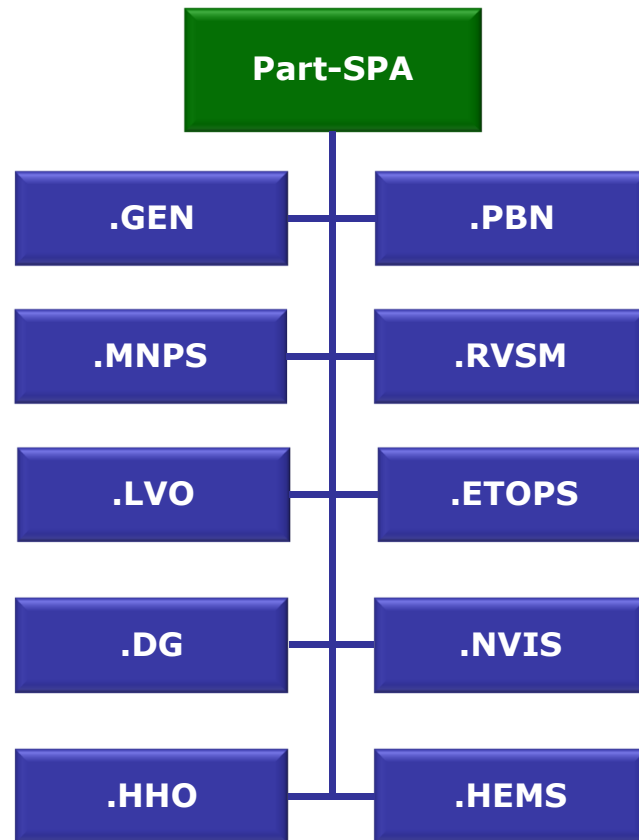 Part-SPA
.GEN
.PBN
.MNPS
.RVSM
.LVO
.ETOPS
.DG
.NVIS
.HHO
.HEMS